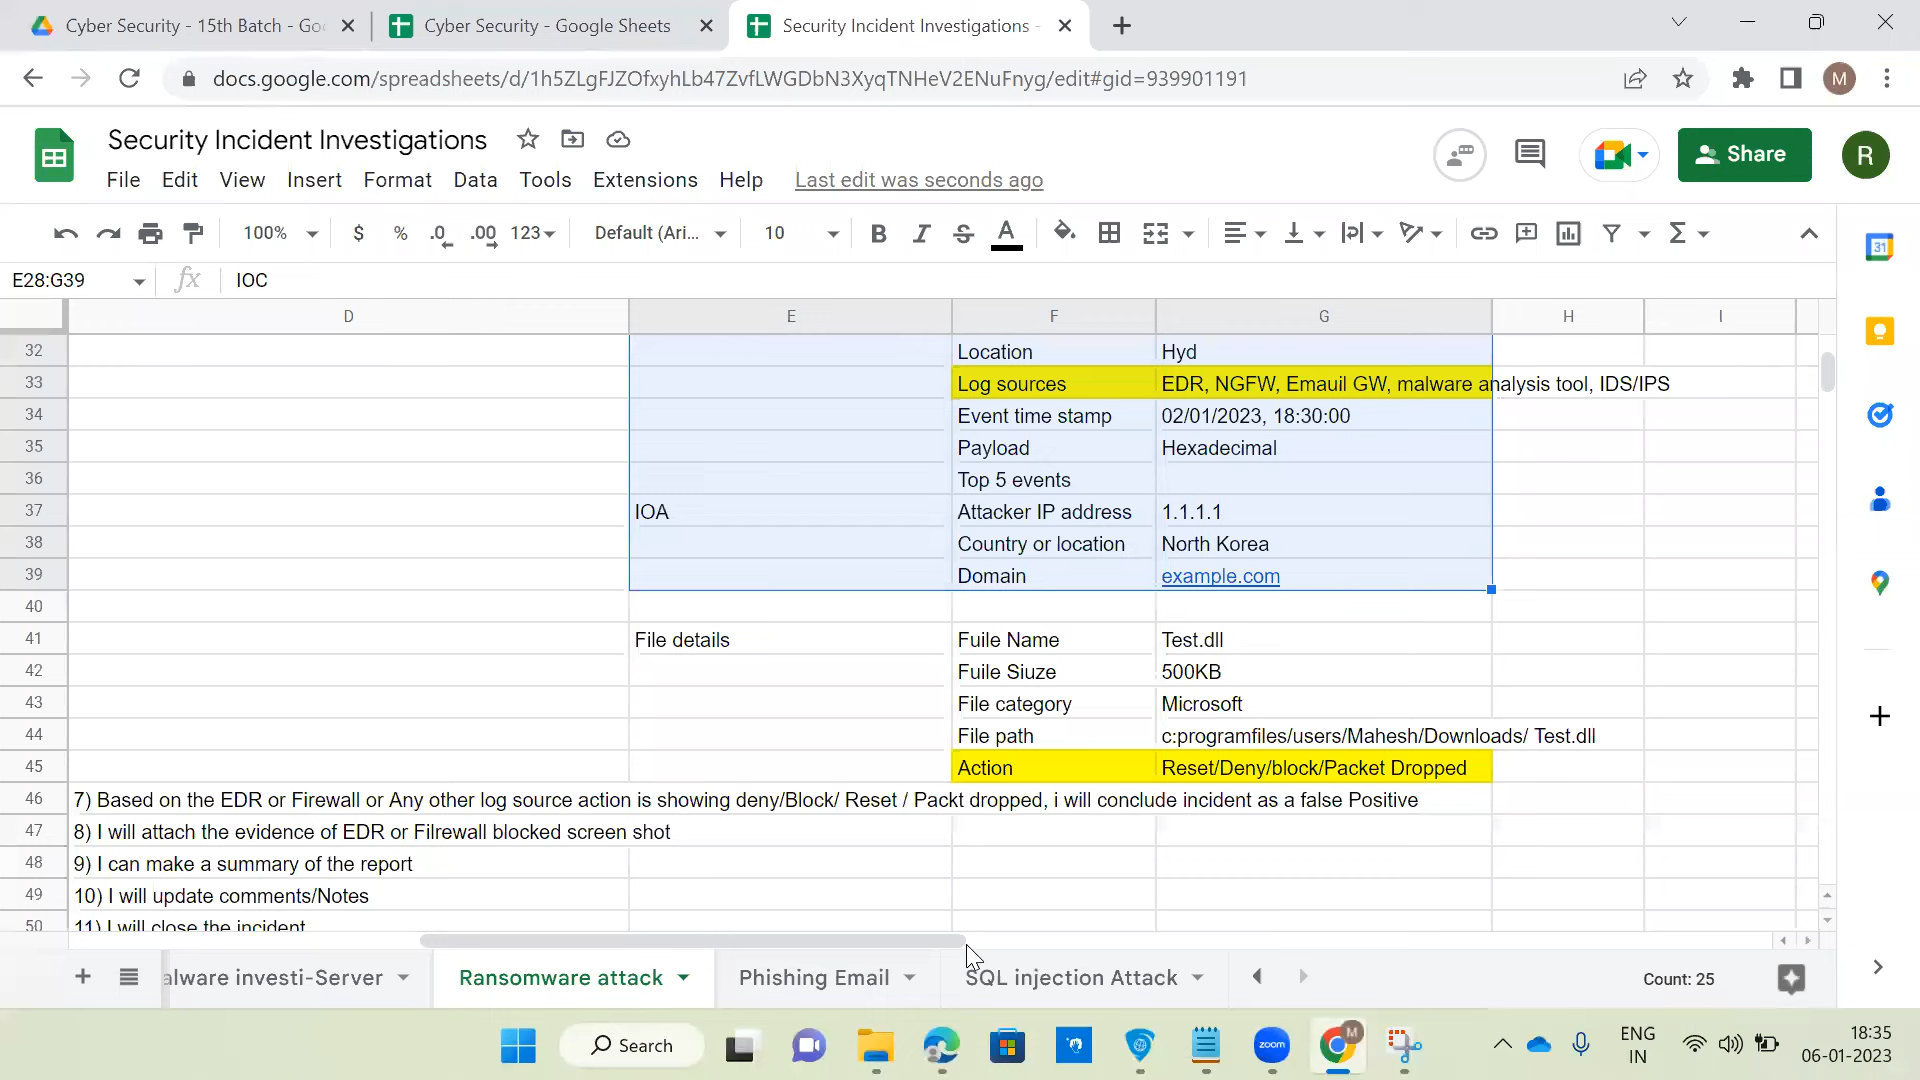 Cyber Security - 15th Batch - Go
Cyber Security - Google Sheets
Security Incident Investigations -
docs.google.com/spreadsheets/d/1h5ZLgFJZOfxyhLb47ZvfLWGDbN3XyqTNHeV2ENuFnyg/edit#gid=939901191
M
Security Incident Investigations
Share
R
File Edit View Insert Format Data Tools Extensions Help Last edit was seconds ago
100% $ % .0 .00 123 Default (Ari... 10 B I S A
31
E28:G39 fx IOC
D E F G H I
32 Location Hyd
33 Log sources EDR, NGFW, Emauil GW, malware analysis tool, IDS/IPS
34 Event time stamp 02/01/2023, 18:30:00
35 Payload Hexadecimal
36 Top 5 events
37 IOA Attacker IP address 1.1.1.1
38 Country or location North Korea
39 Domain example.com
40
41 File details Fuile Name Test.dll
42 Fuile Siuze 500KB
43 File category Microsoft
44 File path c:programfiles/users/Mahesh/Downloads/ Test.dll
45 Action Reset/Deny/block/Packet Dropped
46 7) Based on the EDR or Firewall or Any other log source action is showing deny/Block/ Reset / Packt dropped, i will conclude incident as a false Positive
47 8) I will attach the evidence of EDR or Filrewall blocked screen shot
48 9) I can make a summary of the report
49 10) I will update comments/Notes
50 11) I will close the incident
alware investi-Server Ransomware attack Phishing Email SQL injection Attack Count: 25
Search
zoom
M
ENG
IN
18:35
06-01-2023